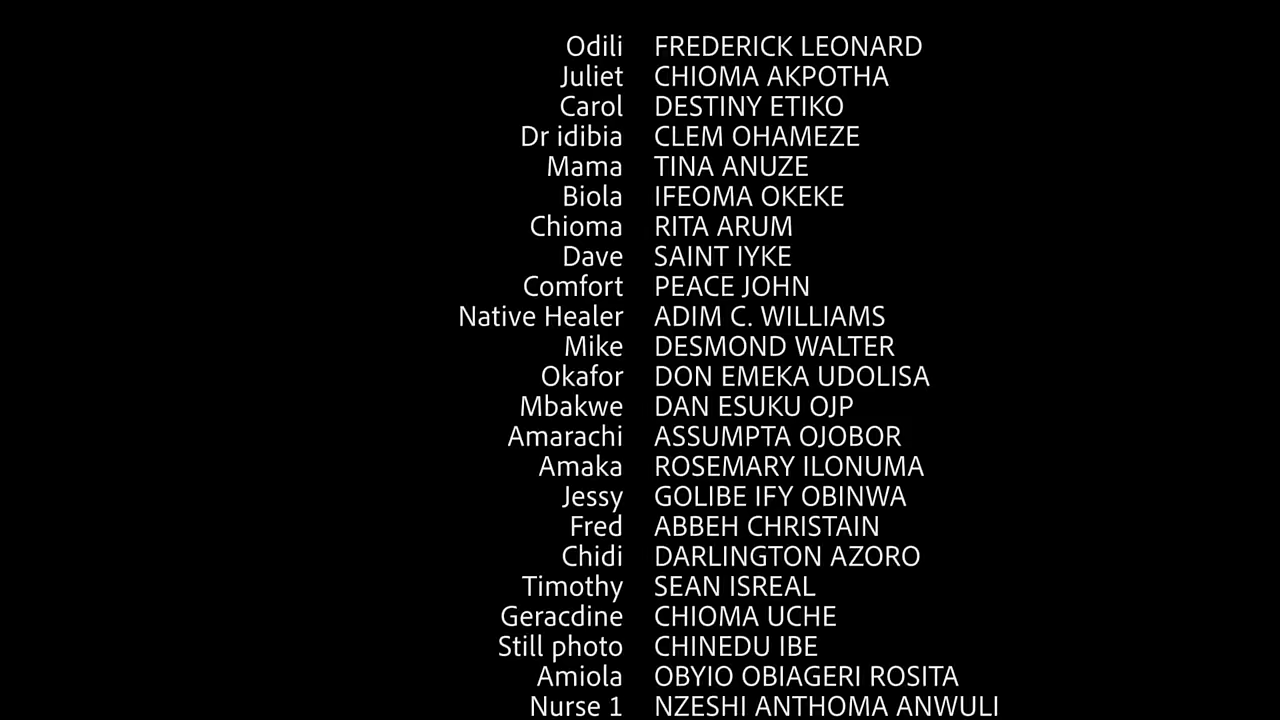 Odili FREDERICK LEONARD
Juliet CHIOMA AKPOTHA
Carol DESTINY ETIKO
Dr idibia CLEM OHAMEZE
Mama TINA ANUZE
Biola IFEOMA OKEKE
Chioma RITA ARUM
Dave SAINT IYKE
Comfort PEACE JOHN
Native Healer ADIM C. WILLIAMS
Mike DESMOND WALTER
Okafor DON EMEKA UDOLISA
Mbakwe DAN ESUKU OJP
Amarachi ASSUMPTA OJOBOR
Amaka ROSEMARY ILONUMA
Jessy GOLIBE IFY OBINWA
Fred ABBEH CHRISTAIN
Chidi DARLINGTON AZORO
Timothy SEAN ISREAL
Geracdine CHIOMA UCHE
Still photo CHINEDU IBE
Amiola OBYIO OBIAGERI ROSITA
Nurse 1 NZESHI ANTHOMA ANWULI